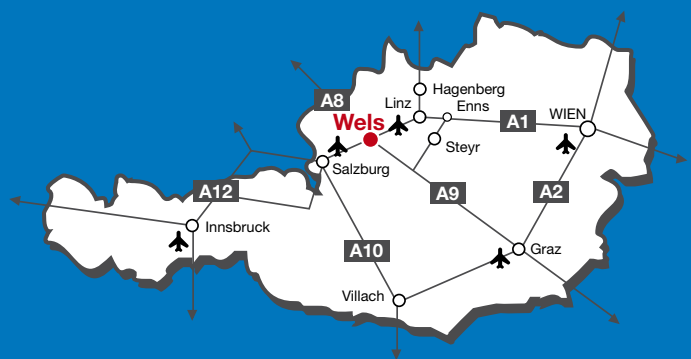 Hagenberg
A8
Linz
Enns
WIEN
Wels
A1
Steyr
Salzburg
A12
A9
A2
Innsbruck
A10
Graz
Villach